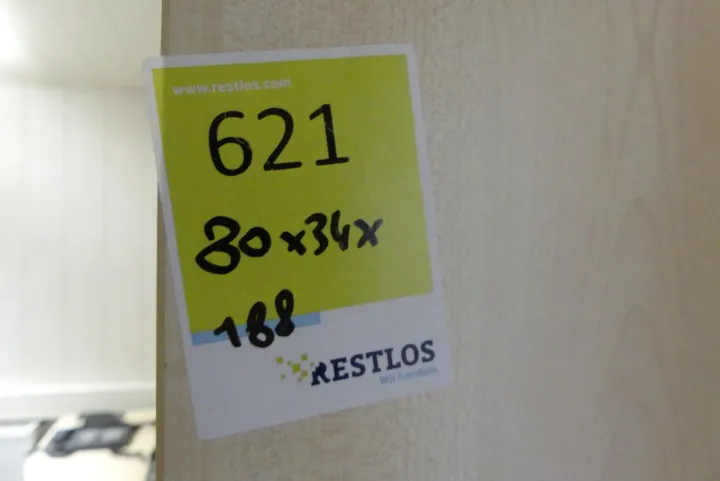 www.restlos.com
621
80x34x
188
RESTLOS
Wir handeln.